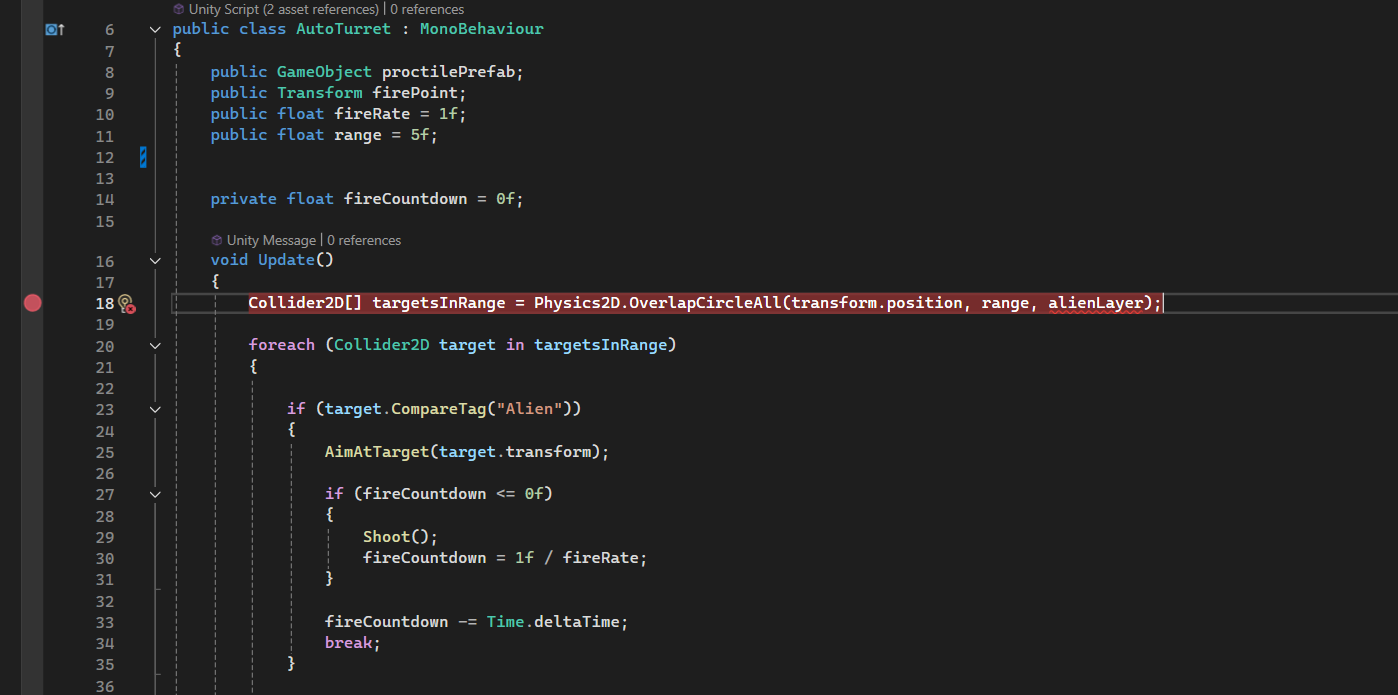 Unity Script (2 asset references) | 0 references
6 public class AutoTurret : MonoBehaviour
7 {
8 public GameObject proctilePrefab;
9 public Transform firePoint;
10 public float fireRate = 1f;
11 public float range = 5f;
12
13
14 private float fireCountdown = 0f;
15
Unity Message | 0 references
16 void Update()
17 {
18 Collider2D[] targetsInRange = Physics2D.OverlapCircleAll(transform.position, range, alienLayer);
19
20 foreach (Collider2D target in targetsInRange)
21 {
22
23 if (target.CompareTag("Alien"))
24 {
25 AimAtTarget(target.transform);
26
27 if (fireCountdown <= 0f)
28 {
29 Shoot();
30 fireCountdown = 1f / fireRate;
31 }
32
33 fireCountdown -= Time.deltaTime;
34 break;
35 }
36